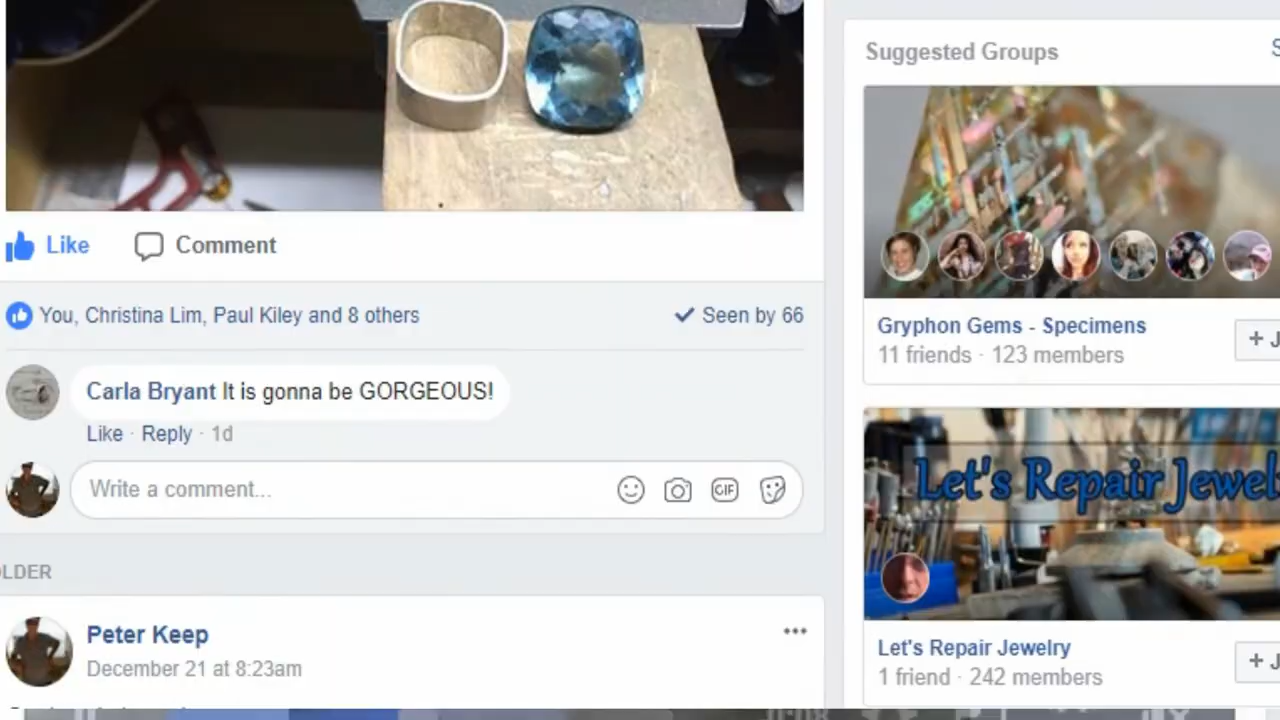 Suggested Groups
Like Comment
You, Christina Lim, Paul Kiley and 8 others
Seen by 66
Carla Bryant It is gonna be GORGEOUS!
Like · Reply · 1d
Write a comment...
GIF
OLDER
Peter Keep
December 21 at 8:23am
Gryphon Gems - Specimens
11 friends · 123 members
+ J
Let's Repair Jewel
Let's Repair Jewelry
1 friend · 242 members
+ J